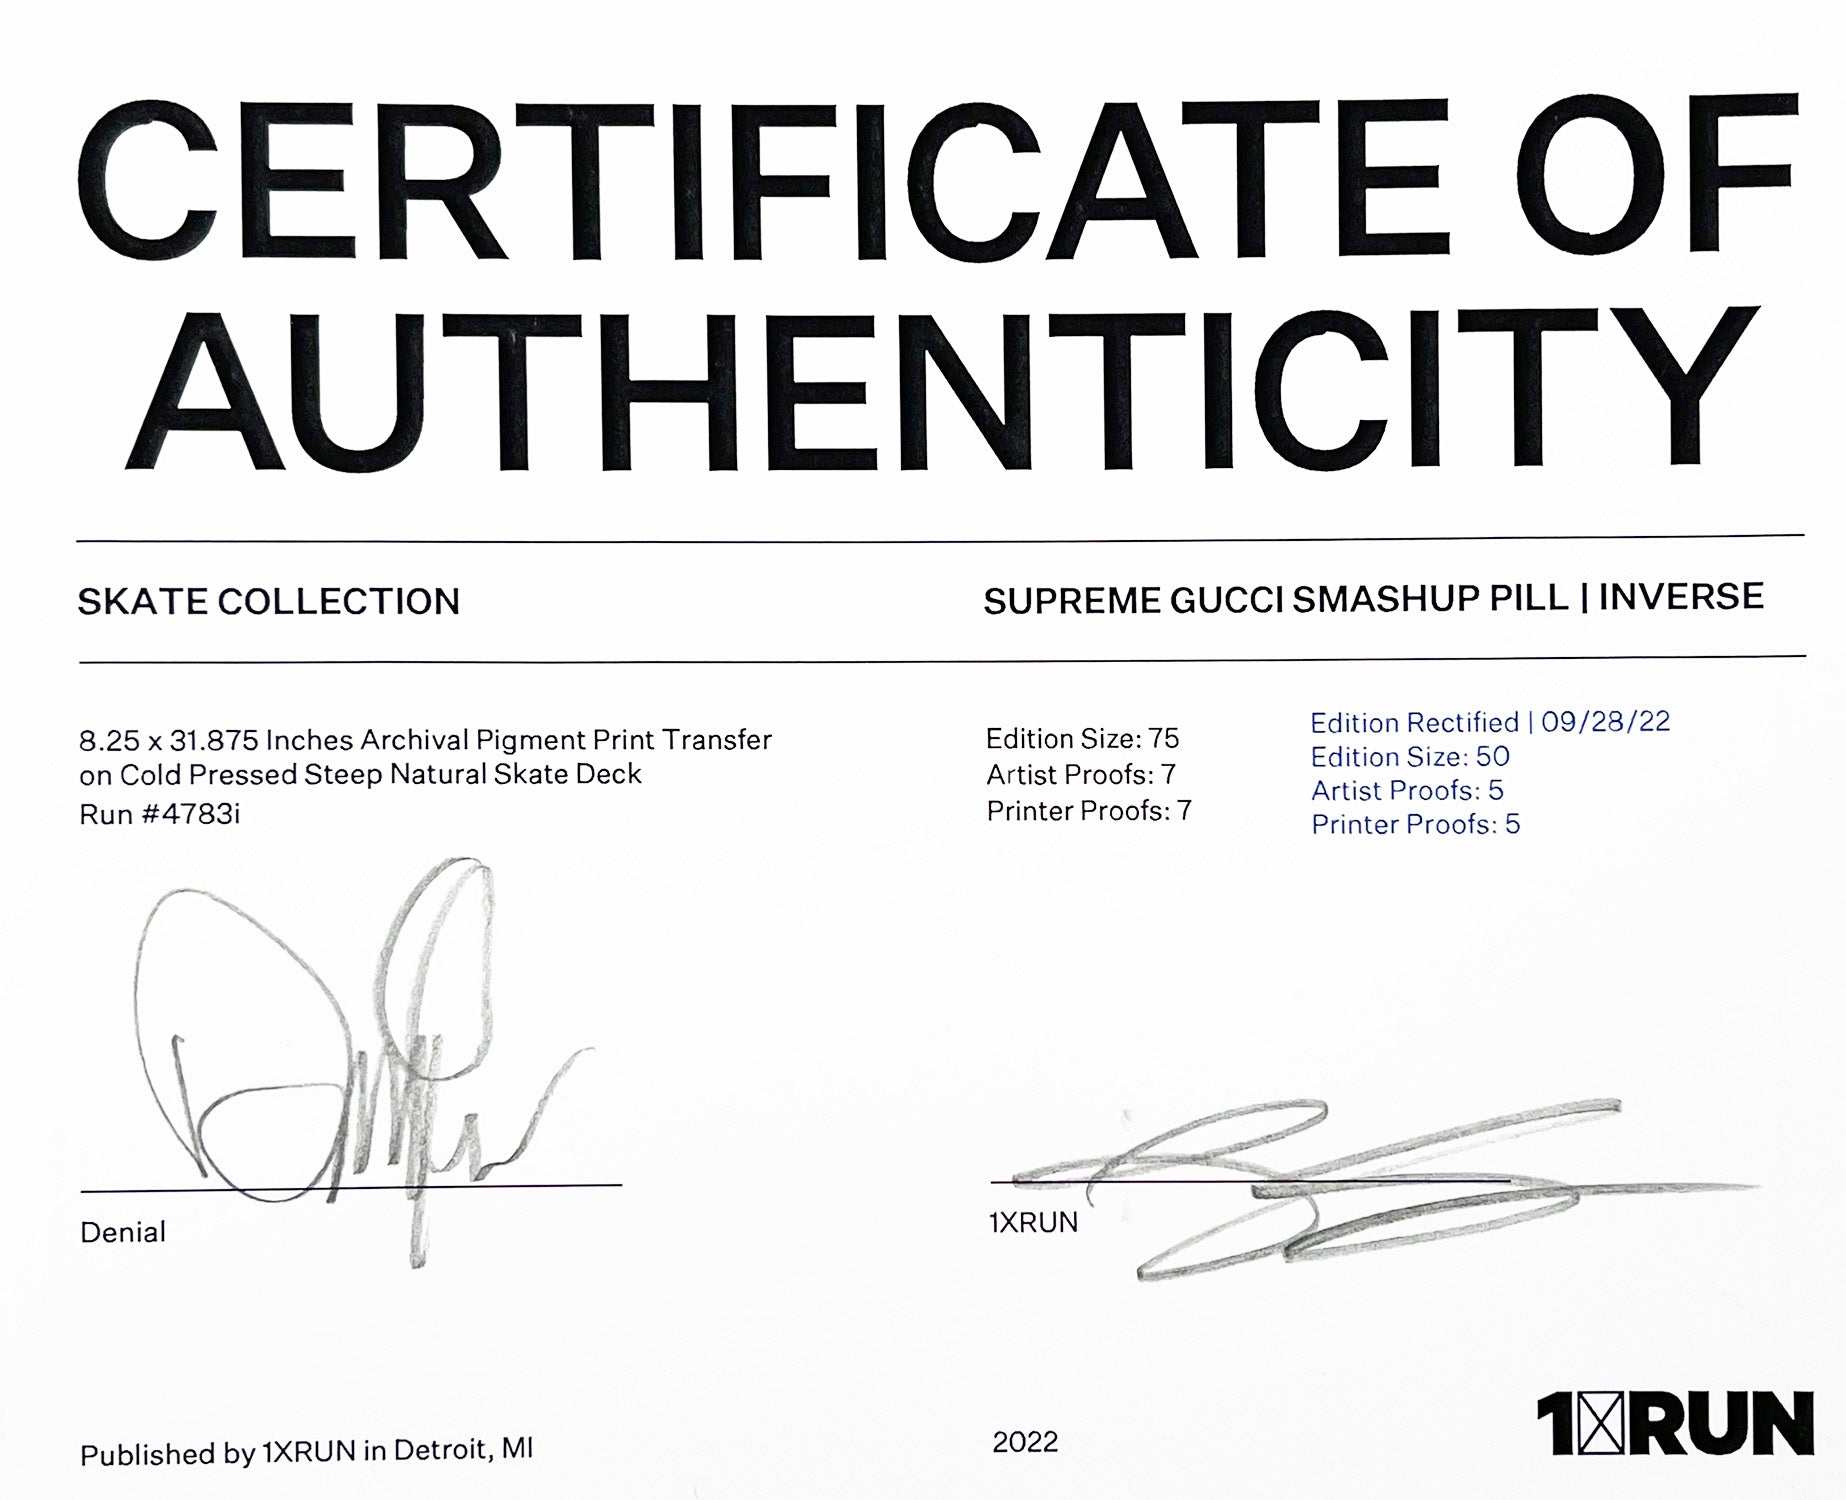 CERTIFICATE OF
AUTHENTICITY
SKATE COLLECTION
SUPREME GUCCI SMASHUP PILL | INVERSE
8.25 x 31.875 Inches Archival Pigment Print Transfer
on Cold Pressed Steep Natural Skate Deck
Run #4783i
Edition Size: 75
Artist Proofs: 7
Printer Proofs: 7
Edition Rectified | 09/28/22
Edition Size: 50
Artist Proofs: 5
Printer Proofs: 5
Denial
1XRUN
Published by 1XRUN in Detroit, MI
2022
1XRUN